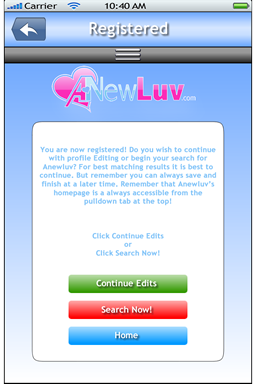 Carrier 10:40 AM
Registered
ANewLuv.com
You are now registered! Do you wish to continue
with profile Editing or begin your search for
Anewluv? For best matching results it is best to
continue. But remember you can always save and
finish at a later time. Remember that Anewluv's
homepage is a always accessible from the
pulldown tab at the top!
Click Continue Edits
or
Click Search Now!
Continue Edits
Search Now!
Home